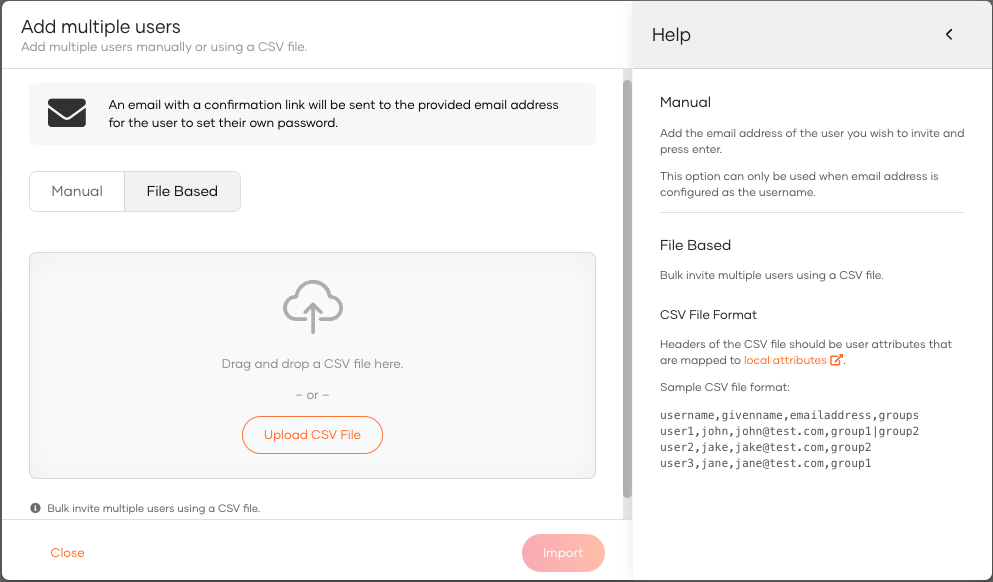 Add multiple users
Add multiple users manually or using a CSV file.
An email with a confirmation link will be sent to the provided email address
for the user to set their own password.
Manual
File Based
Drag and drop a CSV file here.
– or –
Upload CSV File
Bulk invite multiple users using a CSV file.
Close
Import
Help
Manual
Add the email address of the user you wish to invite and
press enter.
This option can only be used when email address is
configured as the username.
File Based
Bulk invite multiple users using a CSV file.
CSV File Format
Headers of the CSV file should be user attributes that
are mapped to local attributes.
Sample CSV file format:
username,givenname,emailaddress,groups
user1,john,john@test.com,group1|group2
user2,jake,jake@test.com,group2
user3,jane,jane@test.com,group1